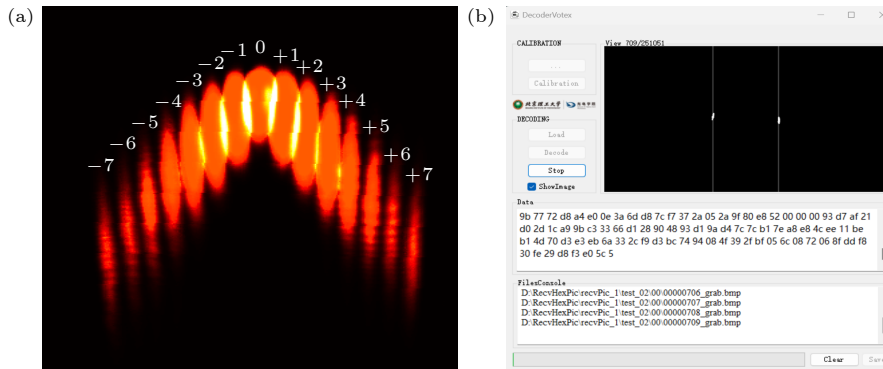 (a)
−7
−6
−5
−4
−3
−2
−1
0
+1
+2
+3
+4
+5
+6
+7
(b)
DecoderVotex
CALIBRATION
...
Calibration
View 709/251051
北京理工大学
DECODING
Load
Decode
Stop
ShowImage
Data
9b 77 72 d8 a4 e0 0e 3a 6d d8 7c f7 37 2a 05 2a 9f 80 e8 52 00 00 00 93 d7 af 21
d0 2d 1c a9 9b c3 33 66 d1 28 90 48 93 d1 9a d4 7c 7c b1 7e a8 e8 4c ee 11 be
b1 4d 70 d3 e3 eb 6a 33 2c f9 d3 bc 74 94 08 4f 39 2f bf 05 6c 08 72 06 8f dd f8
30 fe 29 d8 f3 e0 5c 5
FilesConsole
D:\RecvHexPic\recvPic_1\test_02\00\00000706_grab.bmp
D:\RecvHexPic\recvPic_1\test_02\00\00000707_grab.bmp
D:\RecvHexPic\recvPic_1\test_02\00\00000708_grab.bmp
D:\RecvHexPic\recvPic_1\test_02\00\00000709_grab.bmp
Clear
Save